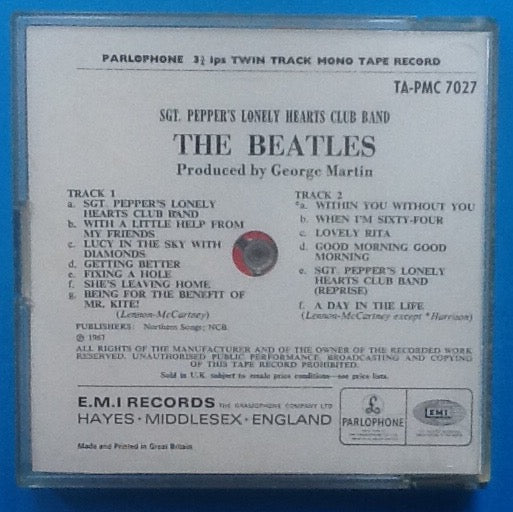 PARLOPHONE 3¾ ips TWIN TRACK MONO TAPE RECORD
TA-PMC 7027
SGT. PEPPER'S LONELY HEARTS CLUB BAND
THE BEATLES
Produced by George Martin
TRACK 1
a. SGT. PEPPER'S LONELY
HEARTS CLUB BAND
b. WITH A LITTLE HELP FROM
MY FRIENDS
c. LUCY IN THE SKY WITH
DIAMONDS
d. GETTING BETTER
e. FIXING A HOLE
f. SHE'S LEAVING HOME
g. BEING FOR THE BENEFIT OF
MR. KITE!
(Lennon-McCartney)
TRACK 2
*a. WITHIN YOU WITHOUT YOU
b. WHEN I'M SIXTY-FOUR
c. LOVELY RITA
d. GOOD MORNING GOOD
MORNING
e. SGT. PEPPER'S LONELY
HEARTS CLUB BAND
(REPRISE)
f. A DAY IN THE LIFE
(Lennon-McCartney except *Harrison)
PUBLISHERS: Northern Songs; NCB
℗ 1967
ALL RIGHTS OF THE MANUFACTURER AND OF THE OWNER OF THE RECORDED WORK
RESERVED. UNAUTHORISED PUBLIC PERFORMANCE, BROADCASTING AND COPYING
OF THIS TAPE RECORD PROHIBITED.
Sold in U.K. subject to resale price conditions—see price lists.
E.M.I RECORDS THE GRAMOPHONE COMPANY LTD
HAYES · MIDDLESEX · ENGLAND
PARLOPHONE
EMI
Made and Printed in Great Britain